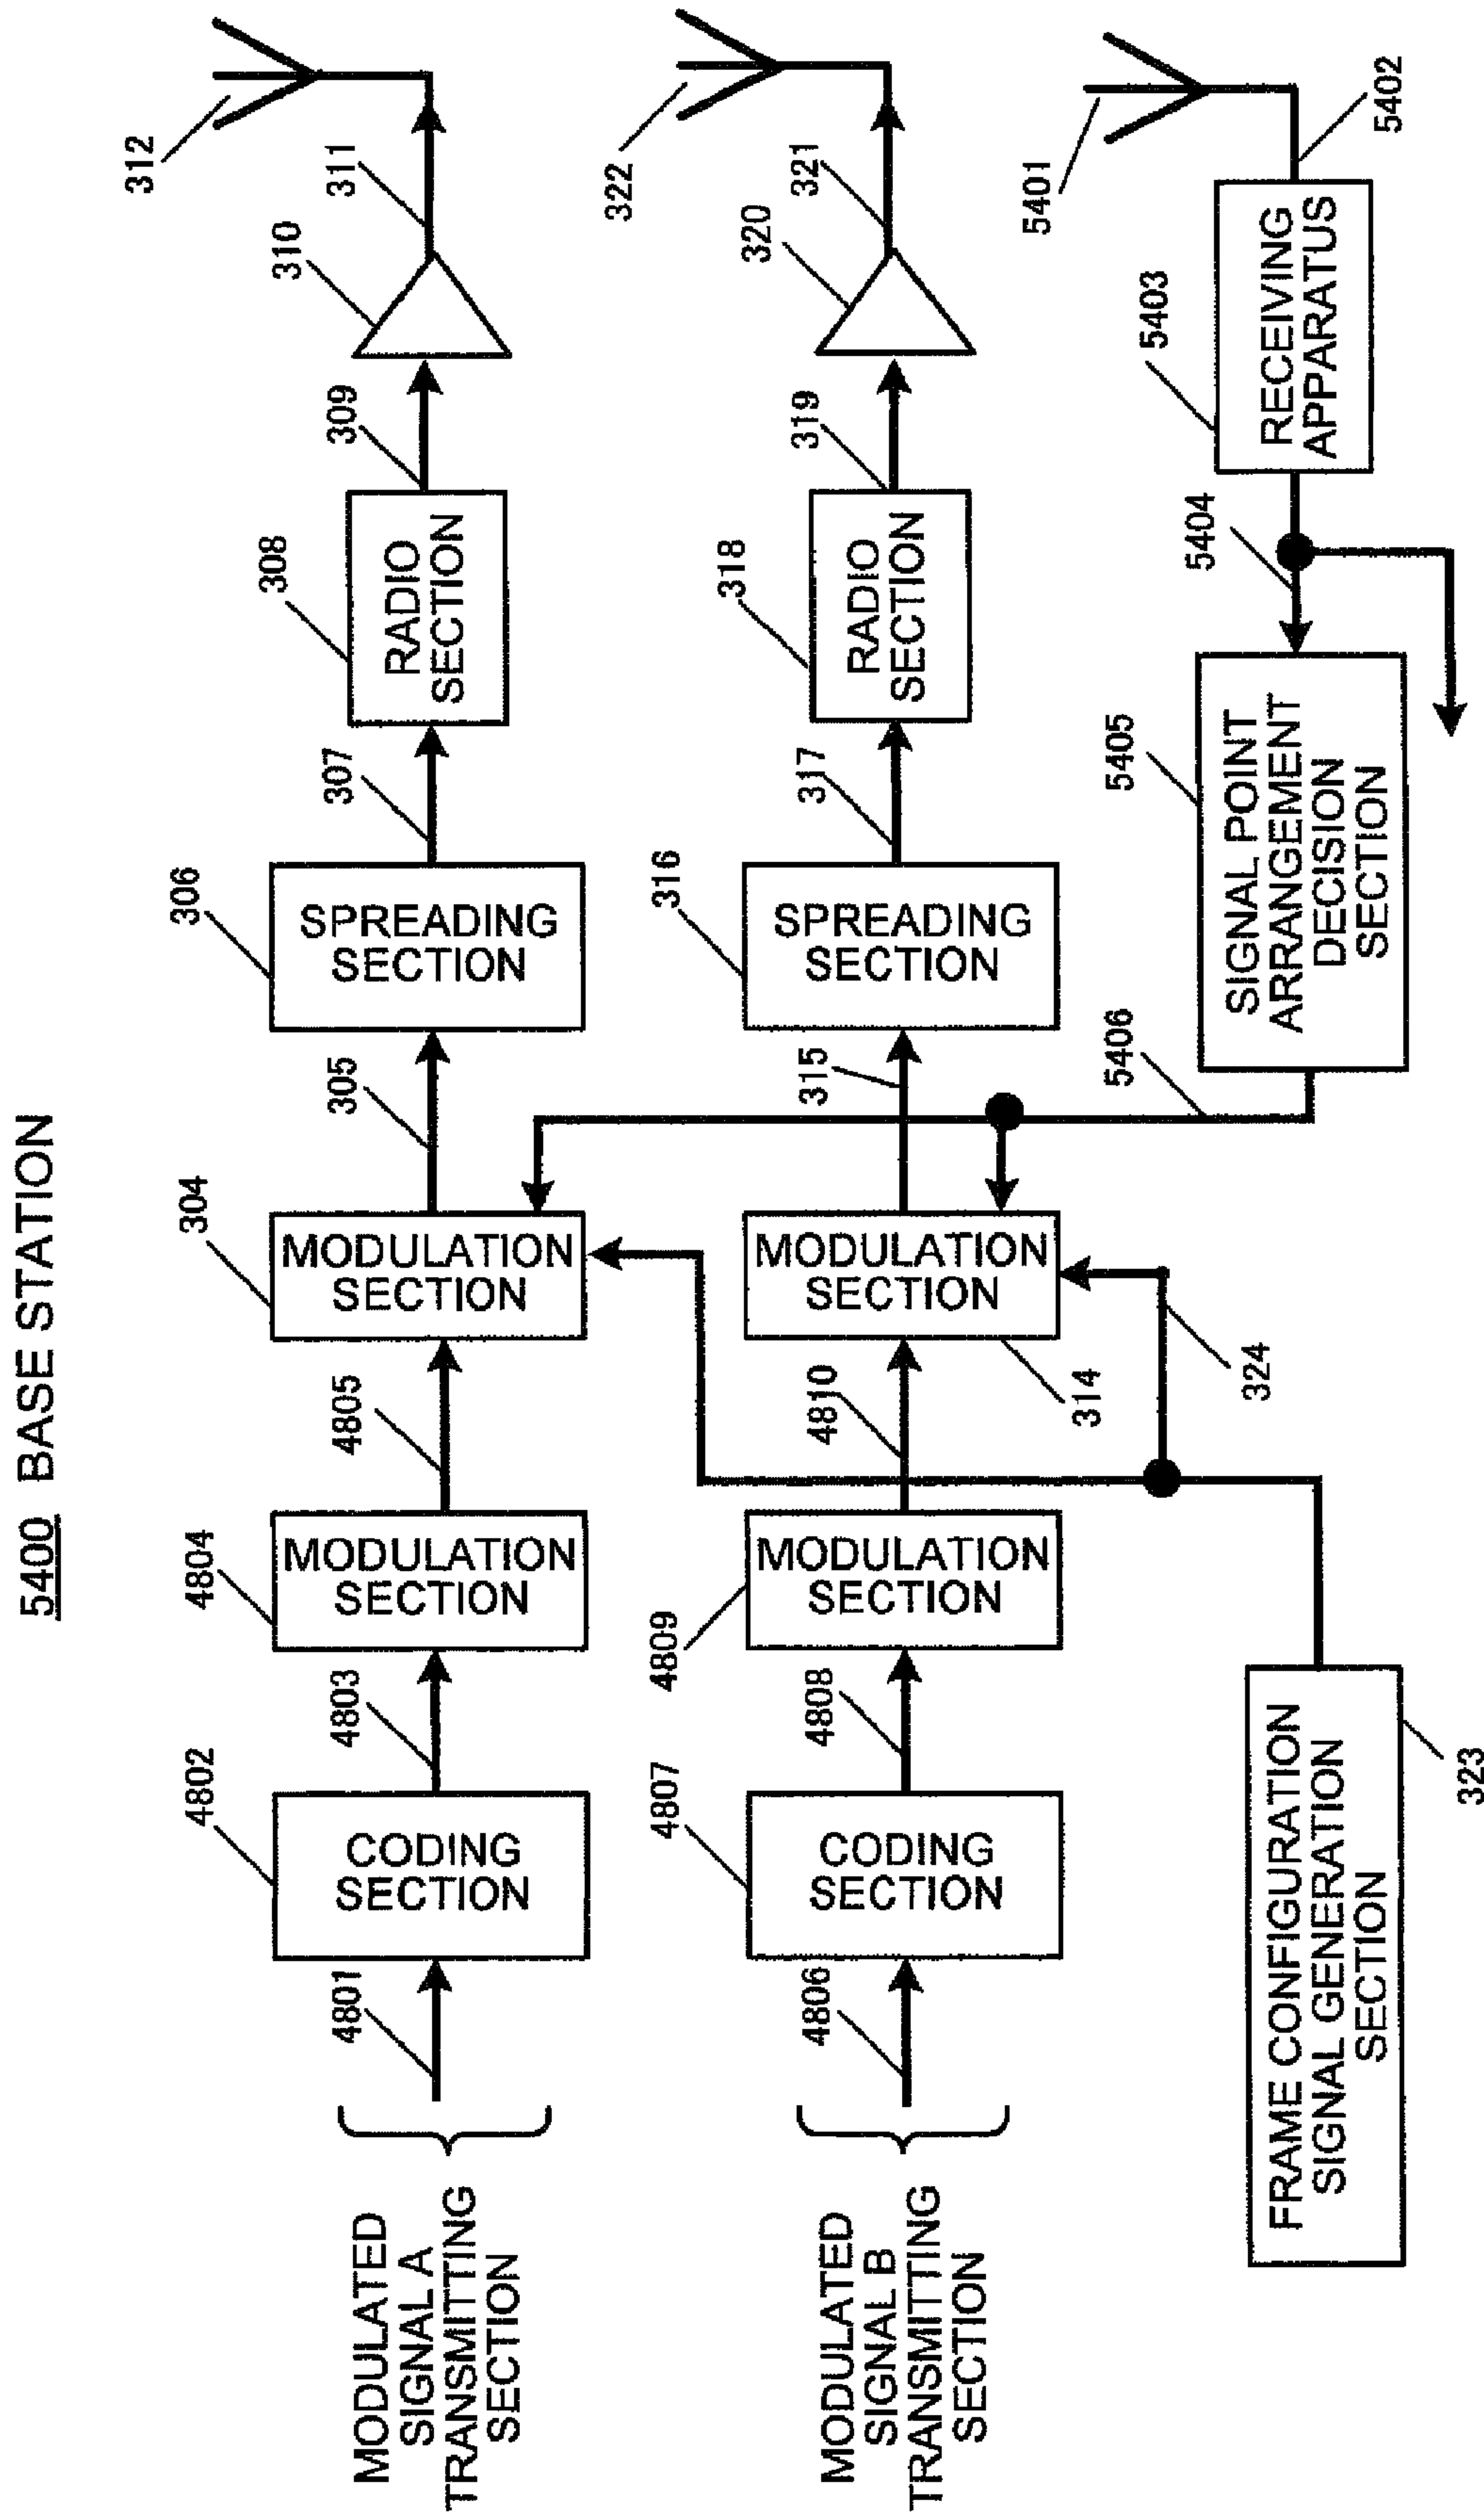 5400 BASE STATION
MODULATED
SIGNAL A
TRANSMITTING
SECTION
4801
4802
CODING
SECTION
4803
4804
MODULATION
SECTION
4805
304
MODULATION
SECTION
305
306
SPREADING
SECTION
307
308
RADIO
SECTION
309
310
311
312
MODULATED
SIGNAL B
TRANSMITTING
SECTION
4806
4807
CODING
SECTION
4808
4809
MODULATION
SECTION
4810
314
MODULATION
SECTION
315
316
SPREADING
SECTION
317
318
RADIO
SECTION
319
320
321
322
323
FRAME CONFIGURATION
SIGNAL GENERATION
SECTION
324
5406
5405
SIGNAL POINT
ARRANGEMENT
DECISION
SECTION
5404
5403
RECEIVING
APPARATUS
5402
5401